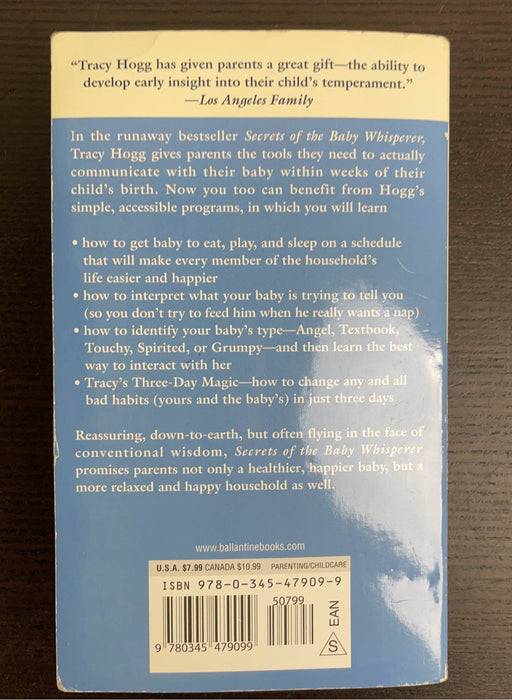 “Tracy Hogg has given parents a great gift—the ability to
develop early insight into their child's temperament.”
—Los Angeles Family
In the runaway bestseller Secrets of the Baby Whisperer,
Tracy Hogg gives parents the tools they need to actually
communicate with their baby within weeks of their
child's birth. Now you too can benefit from Hogg's
simple, accessible programs, in which you will learn
• how to get baby to eat, play, and sleep on a schedule
that will make every member of the household's
life easier and happier
• how to interpret what your baby is trying to tell you
(so you don't try to feed him when he really wants a nap)
• how to identify your baby's type—Angel, Textbook,
Touchy, Spirited, or Grumpy—and then learn the best
way to interact with her
• Tracy's Three-Day Magic—how to change any and all
bad habits (yours and the baby's) in just three days
Reassuring, down-to-earth, but often flying in the face of
conventional wisdom, Secrets of the Baby Whisperer
promises parents not only a healthier, happier baby, but a
more relaxed and happy household as well.
www.ballantinebooks.com
U.S.A. $7.99 CANADA $10.99 PARENTING/CHILDCARE
ISBN 978-0-345-47909-9
50799
9 780345 479099
EAN
S